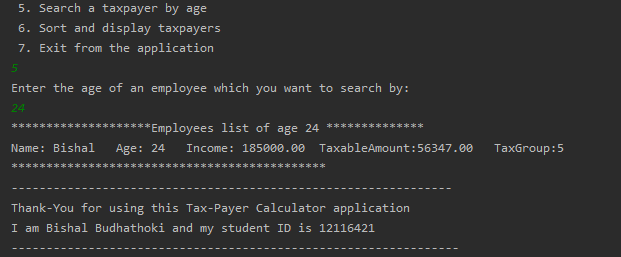 5. Search a taxpayer by age
6. Sort and display taxpayers
7. Exit from the application
5
Enter the age of an employee which you want to search by:
24
********************Employees list of age 24 **************
Name: Bishal   Age: 24   Income: 185000.00  TaxableAmount:56347.00   TaxGroup:5
*********************************************
---------------------------------------------------------------
Thank-You for using this Tax-Payer Calculator application
I am Bishal Budhathoki and my student ID is 12116421
----------------------------------------------------------------